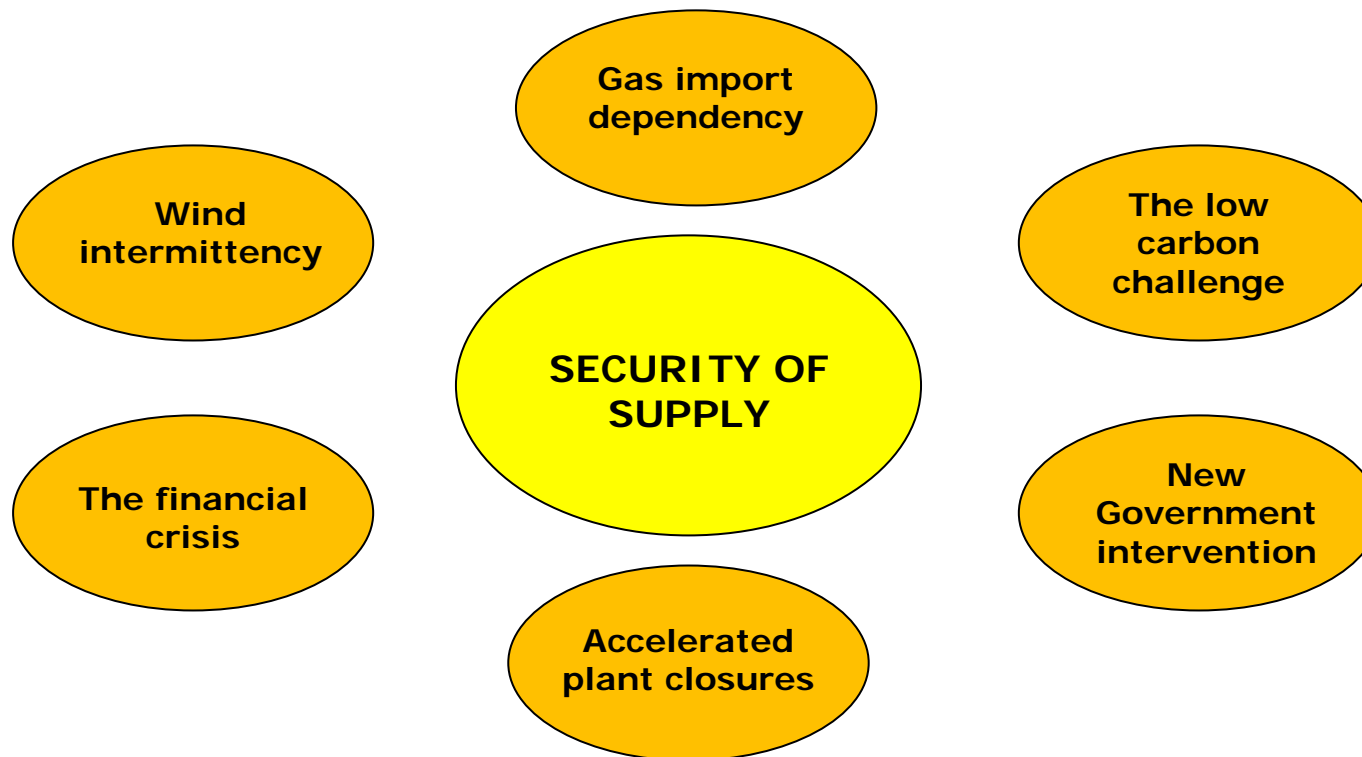 Gas import
dependency
Wind
intermittency
The low
carbon
challenge
SECURITY OF
SUPPLY
The financial
crisis
New
Government
intervention
Accelerated
plant closures